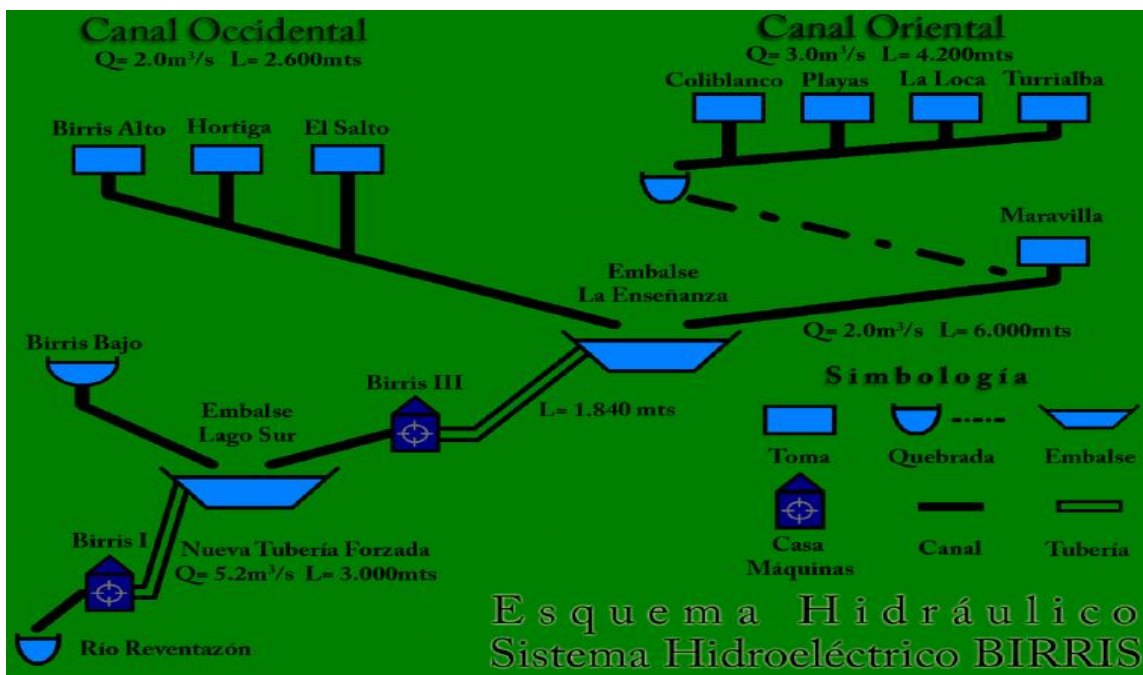 Canal Occidental
Q= 2.0m³/s L= 2.600mts
Canal Oriental
Q= 3.0m³/s L= 4.200mts
Coliblanco Playas La Loca Turrialba
Birris Alto Hortiga El Salto
Maravilla
Embalse
La Enseñanza
Q= 2.0m³/s L= 6.000mts
Birris Bajo
Birris III
L= 1.840 mts
Embalse
Lago Sur
Simbología
Toma Quebrada Embalse
Casa
Máquinas
Canal Tubería
Birris I
Nueva Tubería Forzada
Q= 5.2m³/s L= 3.000mts
Río Reventazón
Esquema Hidráulico
Sistema Hidroeléctrico BIRRIS